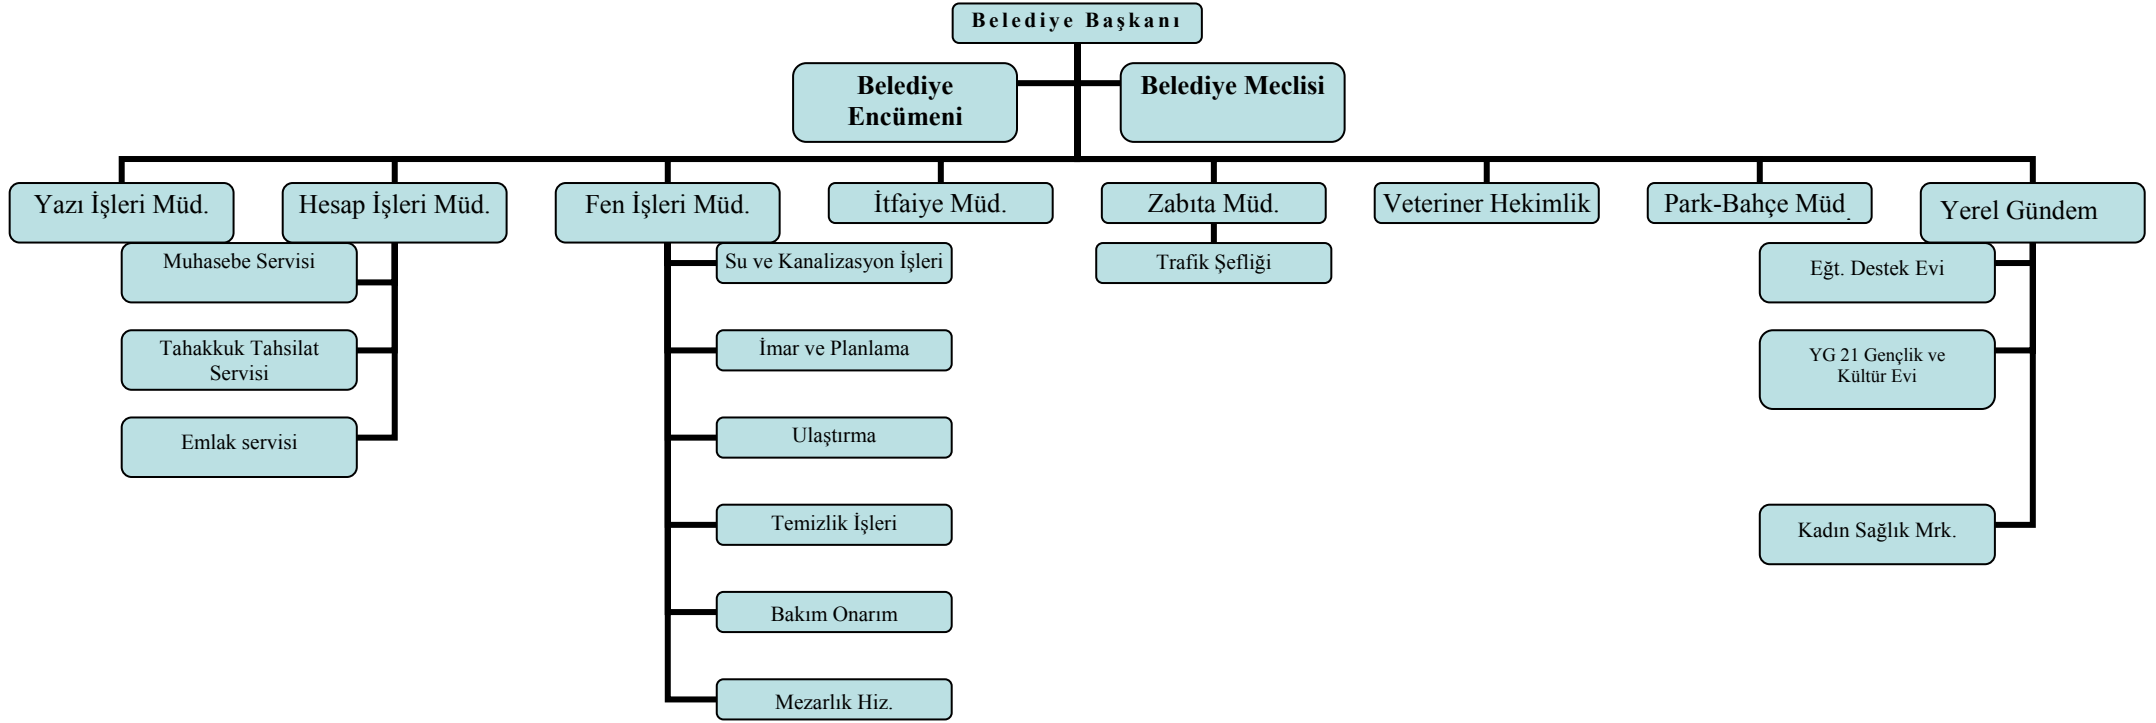 Belediye Başkanı
Belediye
Encümeni
Belediye Meclisi
Yazı İşleri Müd.
Hesap İşleri Müd.
Fen İşleri Müd.
İtfaiye Müd.
Zabıta Müd.
Veteriner Hekimlik
Park-Bahçe Müd.
Yerel Gündem
Muhasebe Servisi
Tahakkuk Tahsilat
Servisi
Emlak servisi
Su ve Kanalizasyon İşleri
İmar ve Planlama
Ulaştırma
Temizlik İşleri
Bakım Onarım
Mezarlık Hiz.
Trafik Şefliği
Eğt. Destek Evi
YG 21 Gençlik ve
Kültür Evi
Kadın Sağlık Mrk.